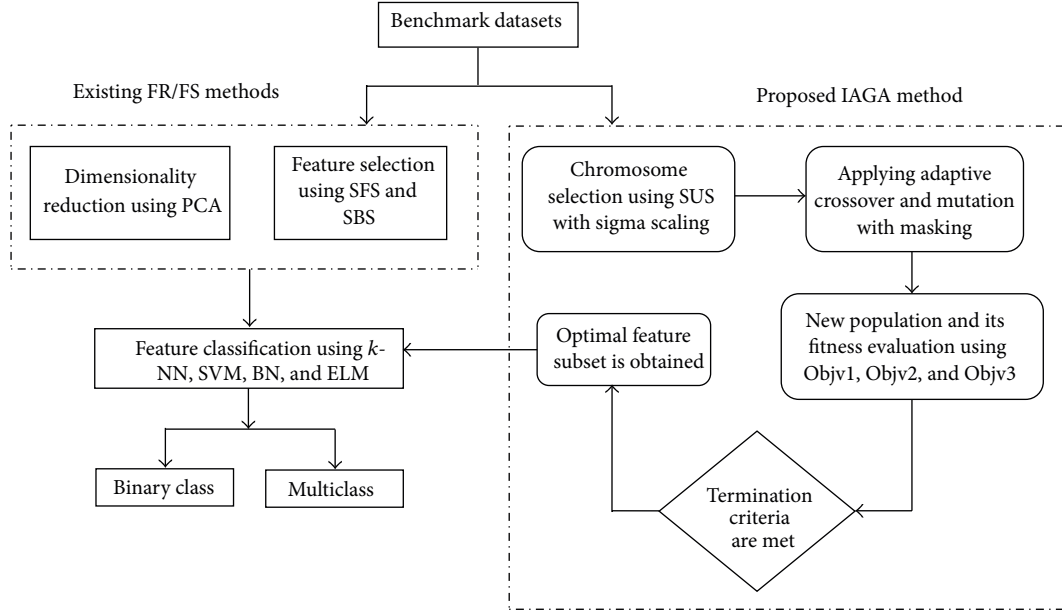 Benchmark datasets
Existing FR/FS methods
Dimensionality
reduction using PCA
Feature selection
using SFS and
SBS
Feature classification using k-
NN, SVM, BN, and ELM
Binary class
Multiclass
Proposed IAGA method
Chromosome
selection using SUS
with sigma scaling
Applying adaptive
crossover and mutation
with masking
New population and its
fitness evaluation using
Objv1, Objv2, and Objv3
Termination
criteria
are met
Optimal feature
subset is obtained